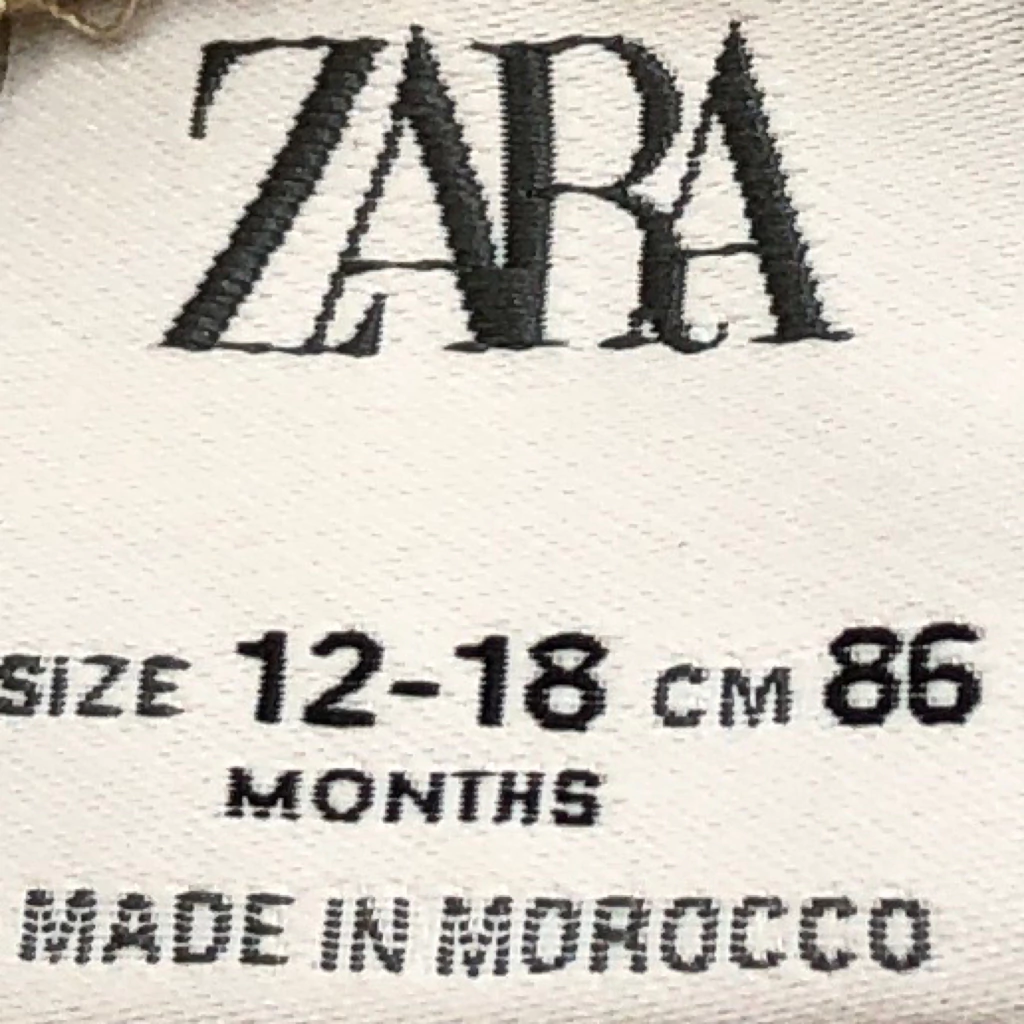 ZARA
SIZE 12-18 CM 86
MONTHS
MADE IN MOROCCO